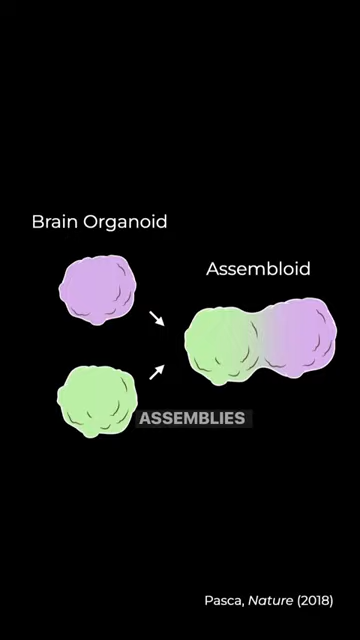 Brain Organoid
Assembloid
ASSEMBLIES
Pasca, Nature (2018)